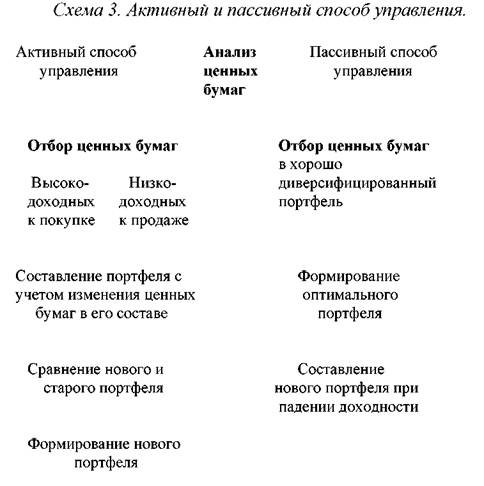 Схема 3. Активный и пассивный способ управления.
Активный способ
управления
Анализ
ценных
бумаг
Пассивный способ
управления
Отбор ценных бумаг
Высоко-
доходных
к покупке
Низко-
доходных
к продаже
Отбор ценных бумаг
в хорошо
диверсифицированный
портфель
Составление портфеля с
учетом изменения ценных
бумаг в его составе
Формирование
оптимального
портфеля
Сравнение нового и
старого портфеля
Составление
нового портфеля при
падении доходности
Формирование нового
портфеля